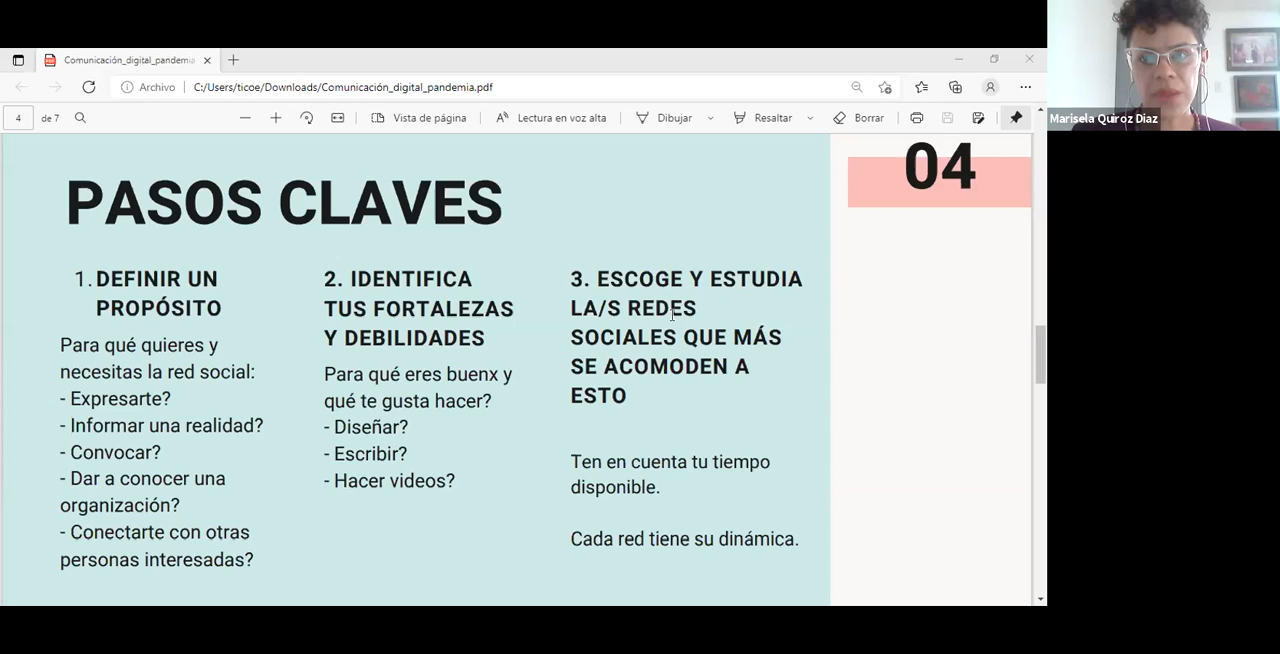 Comunicación_digital_pandemia
Archivo
C:/Users/ticoe/Downloads/Comunicación_digital_pandemia.pdf
4
de 7
Vista de página
Lectura en voz alta
Dibujar
Resaltar
Borrar
Marisela Quiroz Diaz
04
PASOS CLAVES
1. DEFINIR UN
PROPÓSITO
Para qué quieres y
necesitas la red social:
- Expresarte?
- Informar una realidad?
- Convocar?
- Dar a conocer una
organización?
- Conectarte con otras
personas interesadas?
2. IDENTIFICA
TUS FORTALEZAS
Y DEBILIDADES
Para qué eres buenx y
qué te gusta hacer?
- Diseñar?
- Escribir?
- Hacer videos?
3. ESCOGE Y ESTUDIA
LA/S REDES
SOCIALES QUE MÁS
SE ACOMODEN A
ESTO
Ten en cuenta tu tiempo
disponible.
Cada red tiene su dinámica.